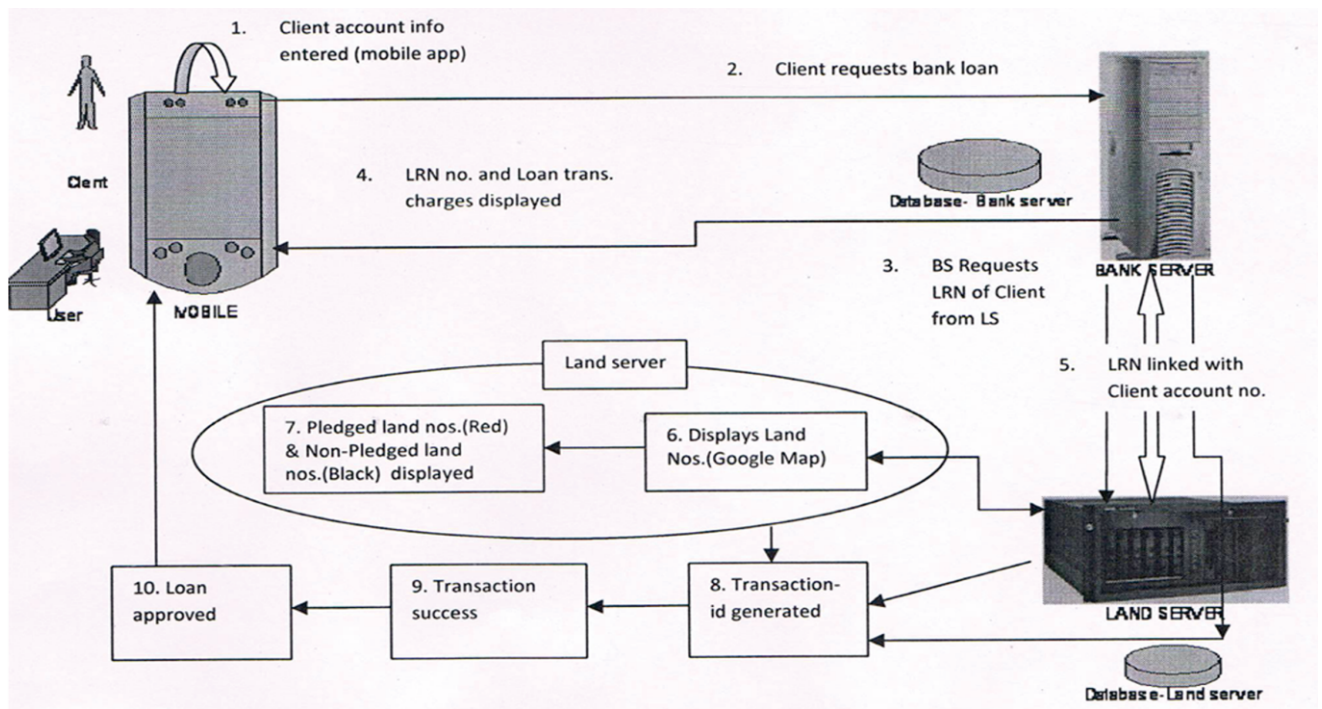 1. Client account info
entered (mobile app)
2. Client requests bank loan
Client
4. LRN no. and Loan trans.
charges displayed
Database- Bank server
User
MOBILE
3. BS Requests
LRN of Client
from LS
BANK SERVER
Land server
5. LRN linked with
Client account no.
7. Pledged land nos.(Red)
& Non-Pledged land
nos.(Black) displayed
6. Displays Land
Nos.(Google Map)
10. Loan
approved
9. Transaction
success
8. Transaction-
id generated
LAND SERVER
Database-Land server